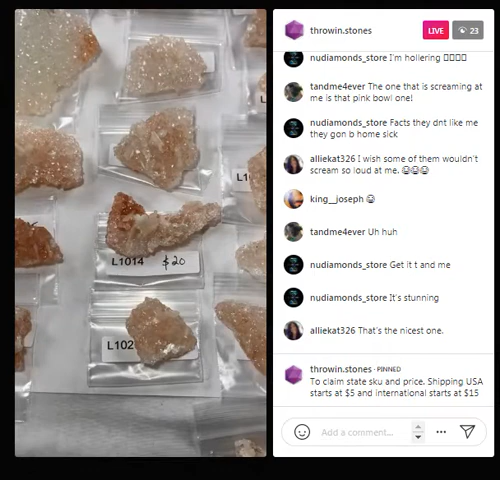 throwin.stones
LIVE
23
nudiamonds_store I'm hollering
tandme4ever The one that is screaming at
me is that pink bowl one!
nudiamonds_store Facts they dnt like me
they gon b home sick
alliekat326 I wish some of them wouldn't
scream so loud at me. 😂😂😂
king__joseph 😂
tandme4ever Uh huh
nudiamonds_store Get it t and me
nudiamonds_store It's stunning
alliekat326 That's the nicest one.
throwin.stones · PINNED
To claim state sku and price. Shipping USA
starts at $5 and international starts at $15
Add a comment...
L1014 $20
L102
L1